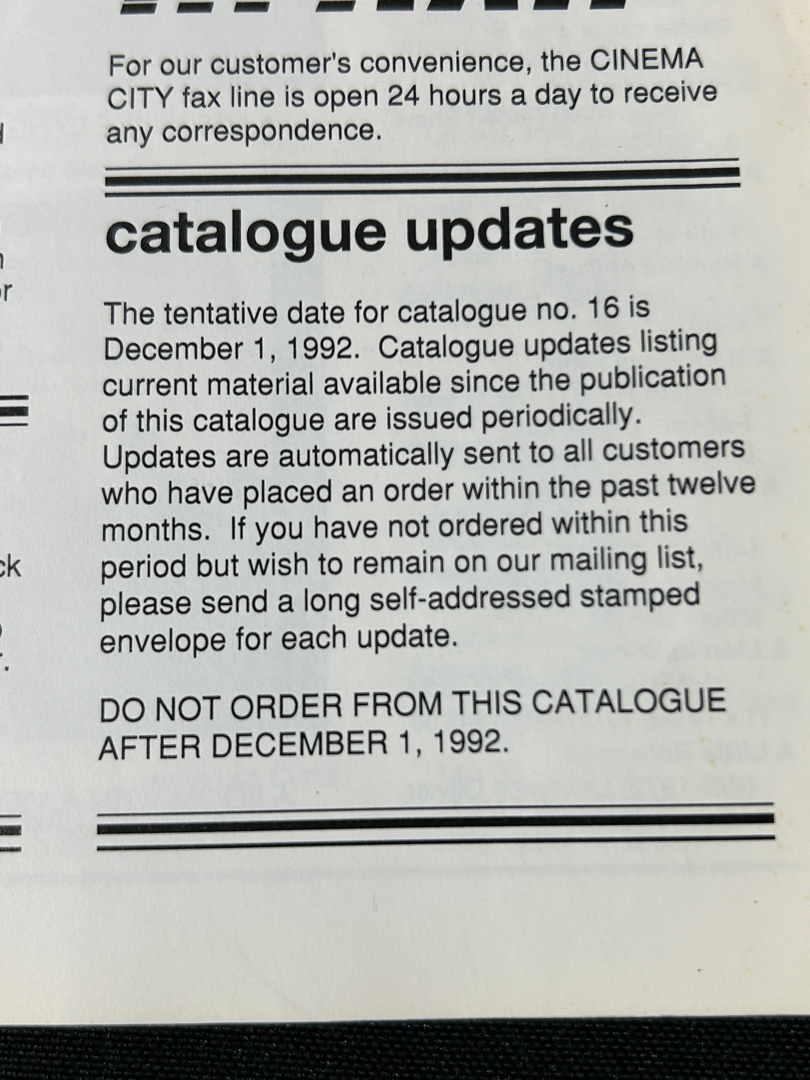 For our customer's convenience, the CINEMA
CITY fax line is open 24 hours a day to receive
any correspondence.
catalogue updates
The tentative date for catalogue no. 16 is
December 1, 1992. Catalogue updates listing
current material available since the publication
of this catalogue are issued periodically.
Updates are automatically sent to all customers
who have placed an order within the past twelve
months. If you have not ordered within this
period but wish to remain on our mailing list,
please send a long self-addressed stamped
envelope for each update.
DO NOT ORDER FROM THIS CATALOGUE
AFTER DECEMBER 1, 1992.